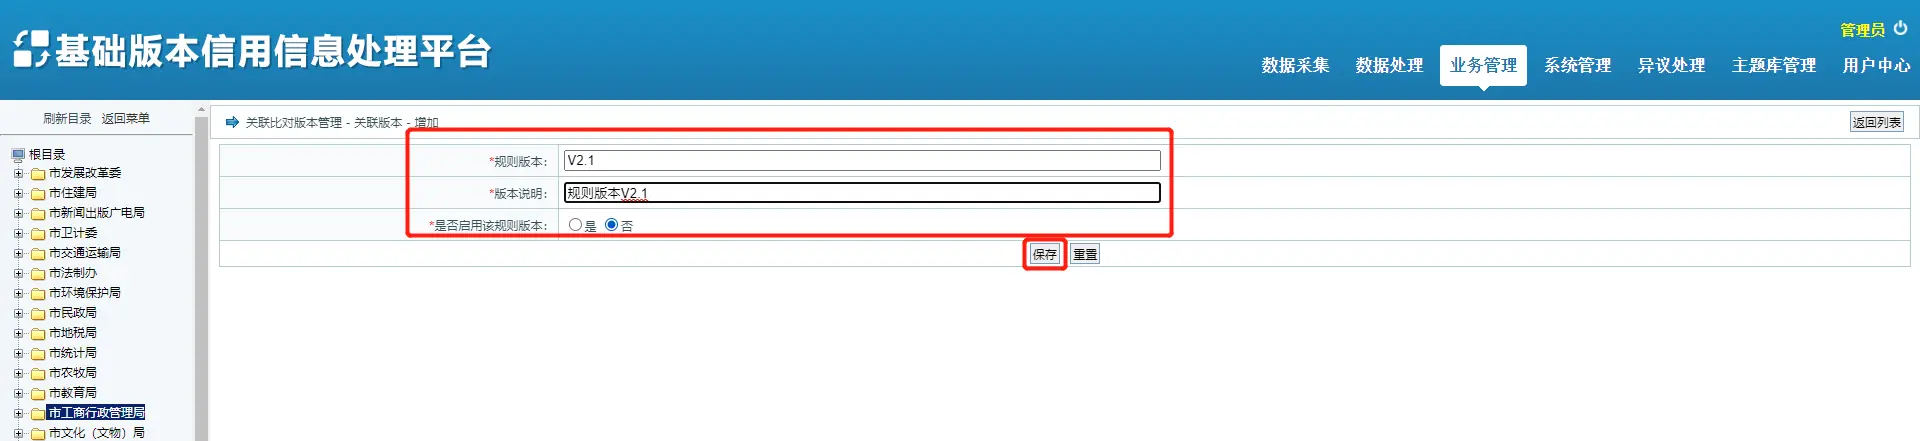 基础版本信用信息处理平台
管理员
数据采集 数据处理 业务管理 系统管理 异议处理 主题库管理 用户中心
刷新目录 返回菜单
关联比对版本管理 - 关联版本 - 增加
返回列表
根目录
市发展改革委
市住建局
市新闻出版广电局
市卫计委
市交通运输局
市法制办
市环境保护局
市民政局
市地税局
市统计局
市农牧局
市教育局
市工商行政管理局
市文化（文物）局
*规则版本： V2.1
*版本说明： 规则版本V2.1
*是否启用该规则版本： 是 否
保存 重置